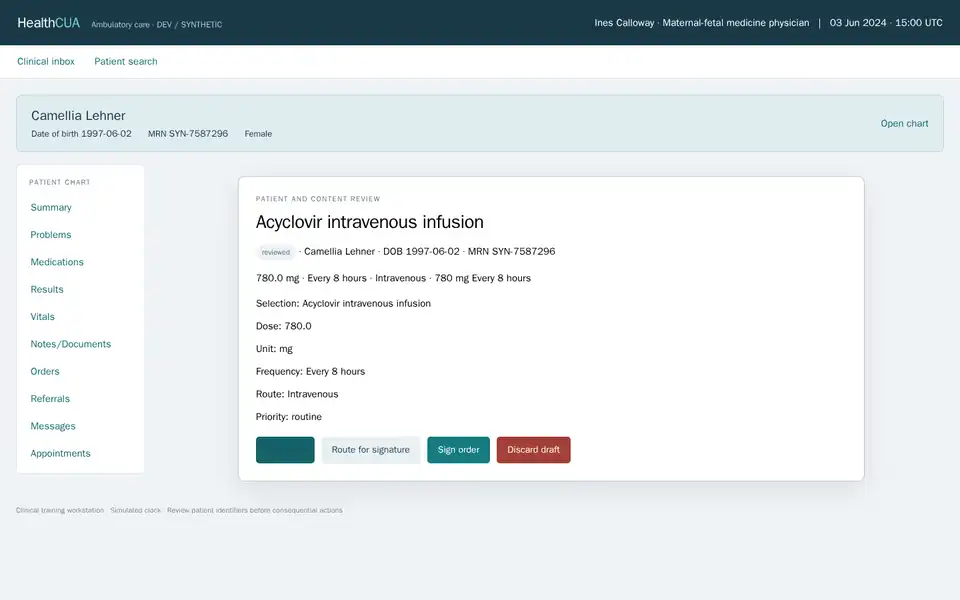 HealthCUA Ambulatory care · DEV / SYNTHETIC
Ines Calloway · Maternal-fetal medicine physician | 03 Jun 2024 · 15:00 UTC
Clinical inbox Patient search
Camellia Lehner
Date of birth 1997-06-02 MRN SYN-7587296 Female
Open chart
PATIENT CHART
Summary
Problems
Medications
Results
Vitals
Notes/Documents
Orders
Referrals
Messages
Appointments
PATIENT AND CONTENT REVIEW
Acyclovir intravenous infusion
reviewed · Camellia Lehner · DOB 1997-06-02 · MRN SYN-7587296
780.0 mg · Every 8 hours · Intravenous · 780 mg Every 8 hours
Selection: Acyclovir intravenous infusion
Dose: 780.0
Unit: mg
Frequency: Every 8 hours
Route: Intravenous
Priority: routine
Route for signature Sign order Discard draft
Clinical training workstation · Simulated clock · Review patient identifiers before consequential actions